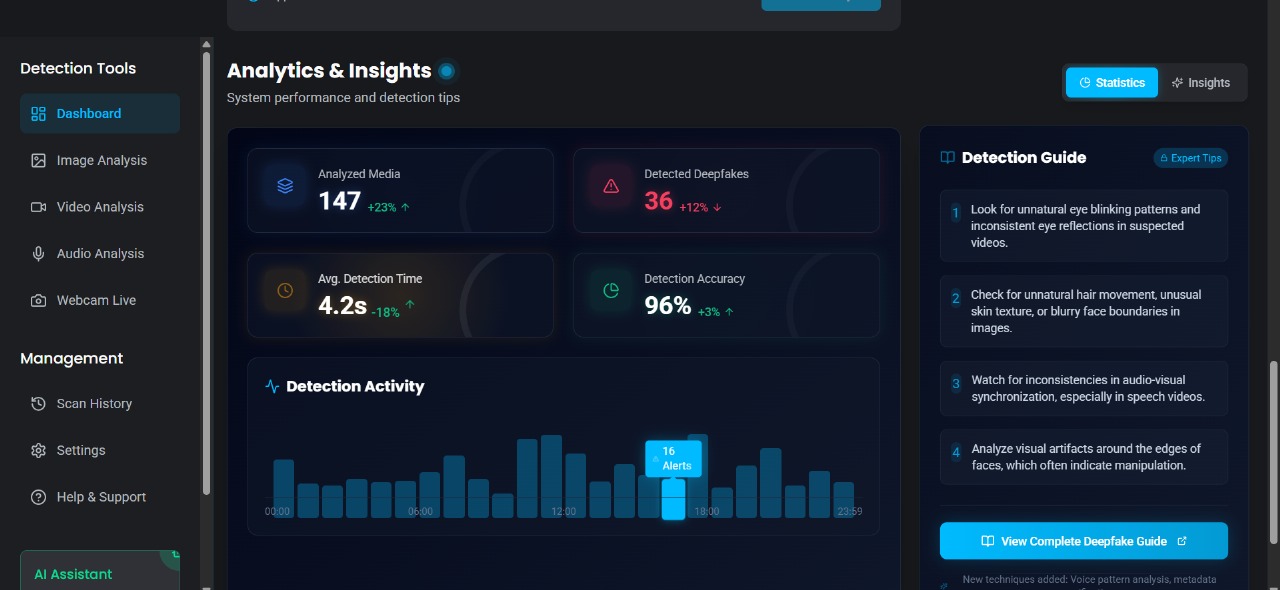 Detection Tools
Dashboard
Image Analysis
Video Analysis
Audio Analysis
Webcam Live
Management
Scan History
Settings
Help & Support
AI Assistant
Analytics & Insights
System performance and detection tips
Statistics
Insights
Analyzed Media
147 +23% ↑
Detected Deepfakes
36 +12% ↓
Avg. Detection Time
4.2s -18% ↑
Detection Accuracy
96% +3% ↑
Detection Activity
16
Alerts
00:00 06:00 12:00 18:00 23:59
Detection Guide
Expert Tips
1 Look for unnatural eye blinking patterns and
inconsistent eye reflections in suspected
videos.
2 Check for unnatural hair movement, unusual
skin texture, or blurry face boundaries in
images.
3 Watch for inconsistencies in audio-visual
synchronization, especially in speech videos.
4 Analyze visual artifacts around the edges of
faces, which often indicate manipulation.
View Complete Deepfake Guide
New techniques added: Voice pattern analysis, metadata